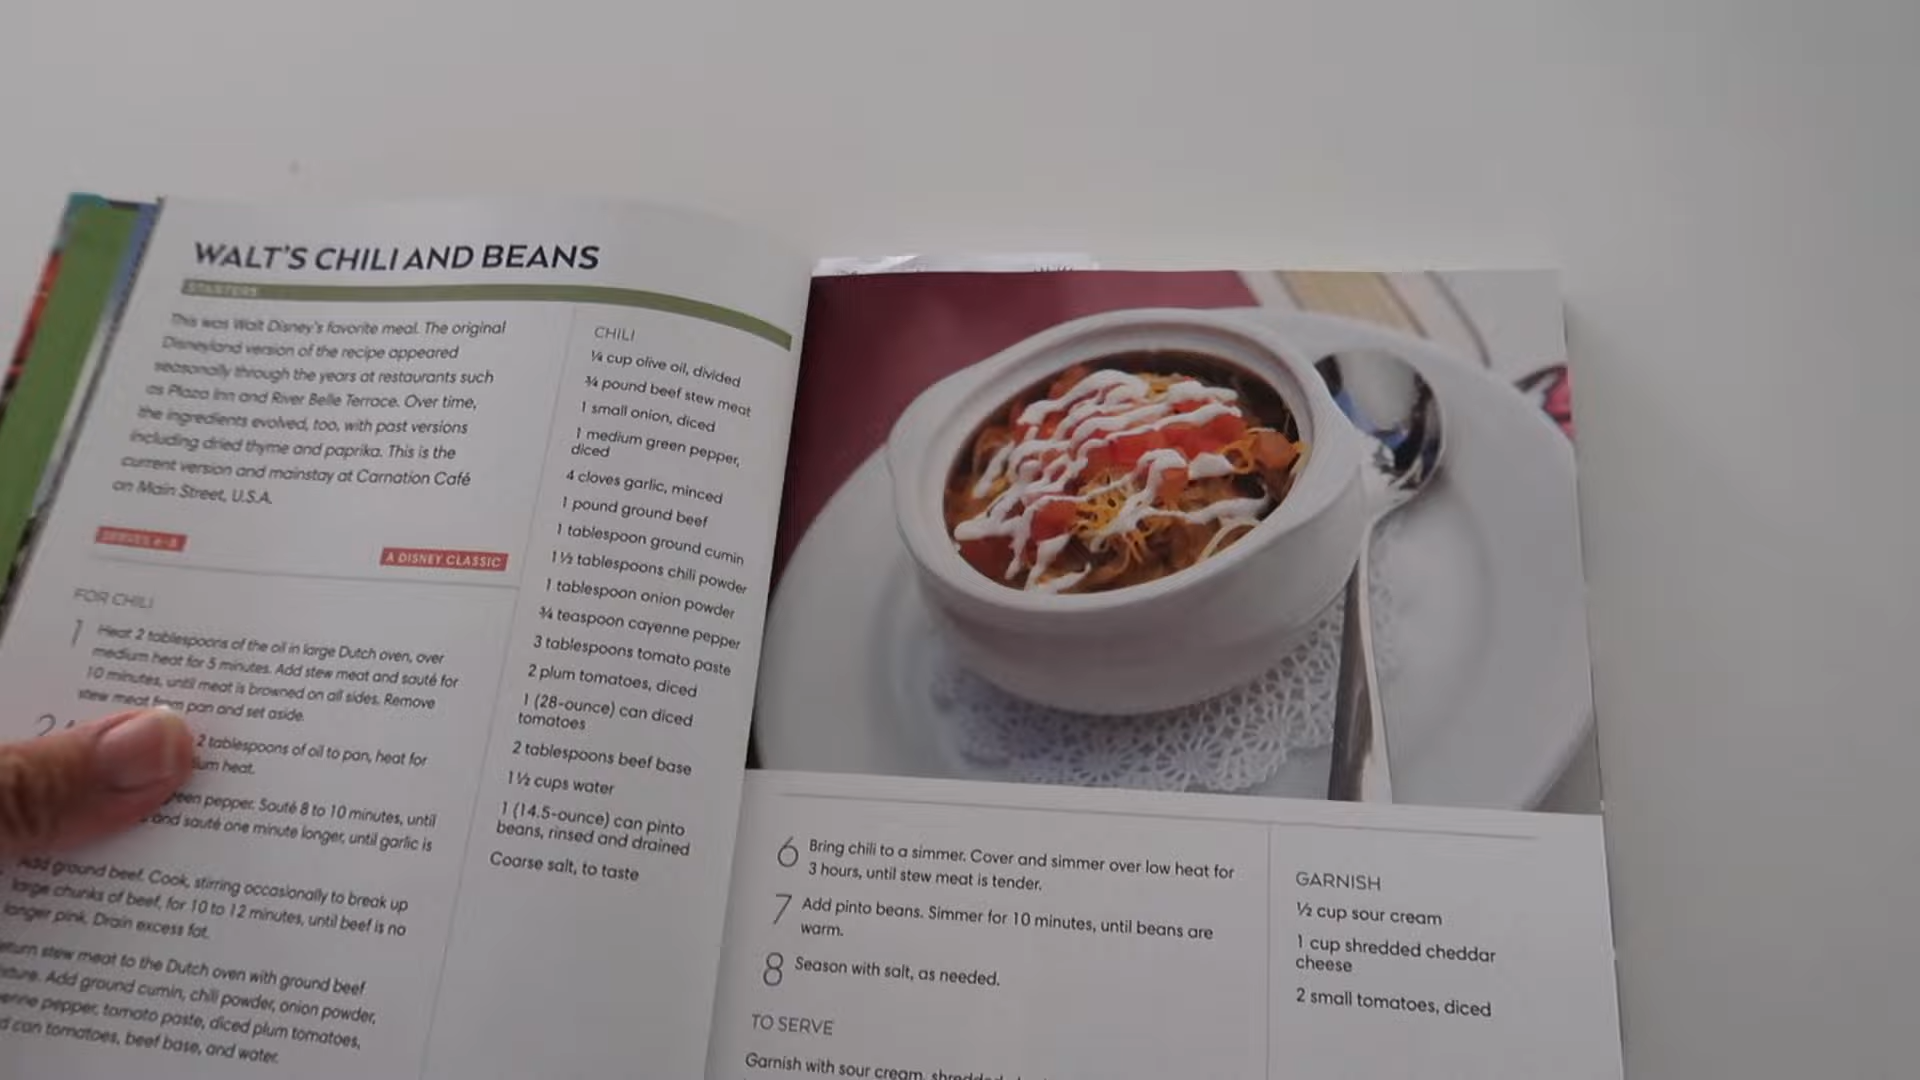 WALT'S CHILI AND BEANS
STARTERS
This was Walt Disney's favorite meal. The original
Disneyland version of the recipe appeared
seasonally through the years at restaurants such
as Plaza Inn and River Belle Terrace. Over time,
the ingredients evolved, too, with past versions
including dried thyme and paprika. This is the
current version and mainstay at Carnation Café
on Main Street, U.S.A.
SERVES 6-8
A DISNEY CLASSIC
FOR CHILI
1 Heat 2 tablespoons of the oil in large Dutch oven, over
medium heat for 5 minutes. Add stew meat and sauté for
10 minutes, until meat is browned on all sides. Remove
stew meat from pan and set aside.
2
2 tablespoons of oil to pan, heat for
heat.
pepper. Sauté 8 to 10 minutes, until
and sauté one minute longer, until garlic is
Add ground beef. Cook, stirring occasionally to break up
large chunks of beef, for 10 to 12 minutes, until beef is no
longer pink. Drain excess fat.
stew meat to the Dutch oven with ground beef
Add ground cumin, chili powder, onion powder,
pepper, tomato paste, diced plum tomatoes,
can tomatoes, beef base, and water.
CHILI
¼ cup olive oil, divided
¾ pound beef stew meat
1 small onion, diced
1 medium green pepper,
diced
4 cloves garlic, minced
1 pound ground beef
1 tablespoon ground cumin
1 ½ tablespoons chili powder
1 tablespoon onion powder
¾ teaspoon cayenne pepper
3 tablespoons tomato paste
2 plum tomatoes, diced
1 (28-ounce) can diced
tomatoes
2 tablespoons beef base
1 ½ cups water
1 (14.5-ounce) can pinto
beans, rinsed and drained
Coarse salt, to taste
6 Bring chili to a simmer. Cover and simmer over low heat for
3 hours, until stew meat is tender.
7 Add pinto beans. Simmer for 10 minutes, until beans are
warm.
8 Season with salt, as needed.
TO SERVE
Garnish with sour cream, shredded
GARNISH
½ cup sour cream
1 cup shredded cheddar
cheese
2 small tomatoes, diced